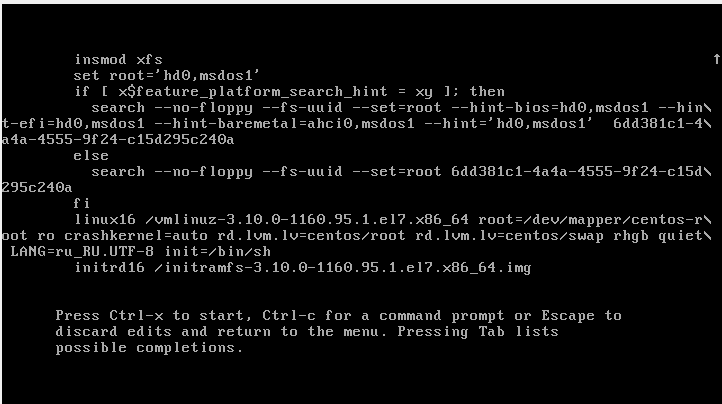 insmod xfs ↑
set root='hd0,msdos1'
if [ x$feature_platform_search_hint = xy ]; then
search --no-floppy --fs-uuid --set=root --hint-bios=hd0,msdos1 --hin\
t-efi=hd0,msdos1 --hint-baremetal=ahci0,msdos1 --hint='hd0,msdos1'  6dd381c1-4\
a4a-4555-9f24-c15d295c240a
else
search --no-floppy --fs-uuid --set=root 6dd381c1-4a4a-4555-9f24-c15d\
295c240a
fi
linux16 /vmlinuz-3.10.0-1160.95.1.el7.x86_64 root=/dev/mapper/centos-r\
oot ro crashkernel=auto rd.lvm.lv=centos/root rd.lvm.lv=centos/swap rhgb quiet\
LANG=ru_RU.UTF-8 init=/bin/sh
initrd16 /initramfs-3.10.0-1160.95.1.el7.x86_64.img
Press Ctrl-x to start, Ctrl-c for a command prompt or Escape to
discard edits and return to the menu. Pressing Tab lists
possible completions.